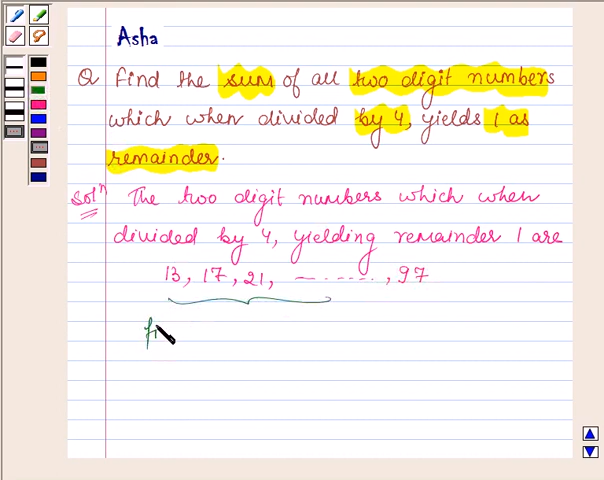 Asha
Q Find the sum of all two digit numbers
which when divided by 4, yields 1 as
remainder.
Solⁿ The two digit numbers which when
divided by 4, yielding remainder 1 are
13, 17, 21, ---------, 97